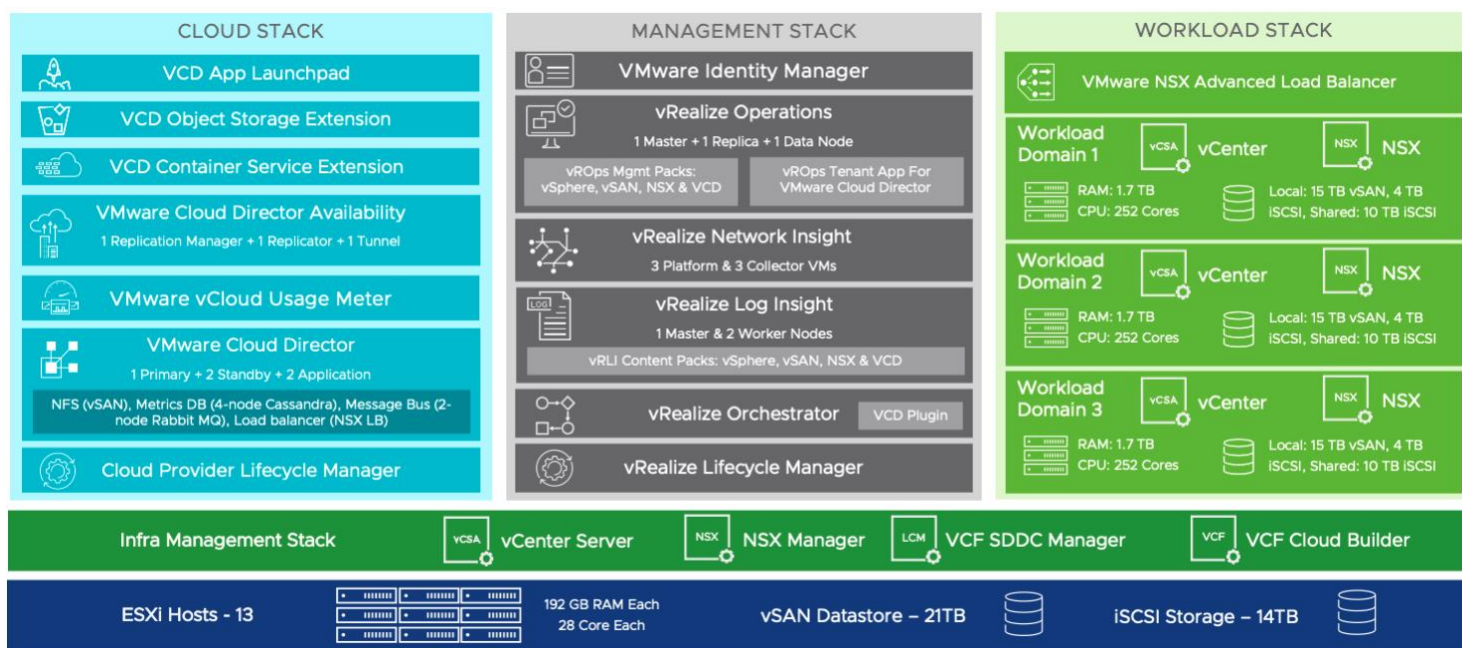 CLOUD STACK
VCD App Launchpad
VCD Object Storage Extension
VCD Container Service Extension
VMware Cloud Director Availability
1 Replication Manager + 1 Replicator + 1 Tunnel
VMware vCloud Usage Meter
VMware Cloud Director
1 Primary + 2 Standby + 2 Application
NFS (vSAN), Metrics DB (4-node Cassandra), Message Bus (2-
node Rabbit MQ), Load balancer (NSX LB)
Cloud Provider Lifecycle Manager
MANAGEMENT STACK
VMware Identity Manager
vRealize Operations
1 Master + 1 Replica + 1 Data Node
vROps Mgmt Packs:
vSphere, vSAN, NSX & VCD
vROps Tenant App For
VMware Cloud Director
vRealize Network Insight
3 Platform & 3 Collector VMs
LOG
vRealize Log Insight
1 Master & 2 Worker Nodes
vRLI Content Packs: vSphere, vSAN, NSX & VCD
vRealize Orchestrator
VCD Plugin
vRealize Lifecycle Manager
WORKLOAD STACK
VMware NSX Advanced Load Balancer
Workload
Domain 1
vCSA
vCenter
NSX
NSX
RAM: 1.7 TB
CPU: 252 Cores
Local: 15 TB vSAN, 4 TB
iSCSI, Shared: 10 TB iSCSI
Workload
Domain 2
vCSA
vCenter
NSX
NSX
RAM: 1.7 TB
CPU: 252 Cores
Local: 15 TB vSAN, 4 TB
iSCSI, Shared: 10 TB iSCSI
Workload
Domain 3
vCSA
vCenter
NSX
NSX
RAM: 1.7 TB
CPU: 252 Cores
Local: 15 TB vSAN, 4 TB
iSCSI, Shared: 10 TB iSCSI
Infra Management Stack
vCSA
vCenter Server
NSX
NSX Manager
LCM
VCF SDDC Manager
VCF
VCF Cloud Builder
ESXi Hosts - 13
192 GB RAM Each
28 Core Each
vSAN Datastore – 21TB
iSCSI Storage – 14TB